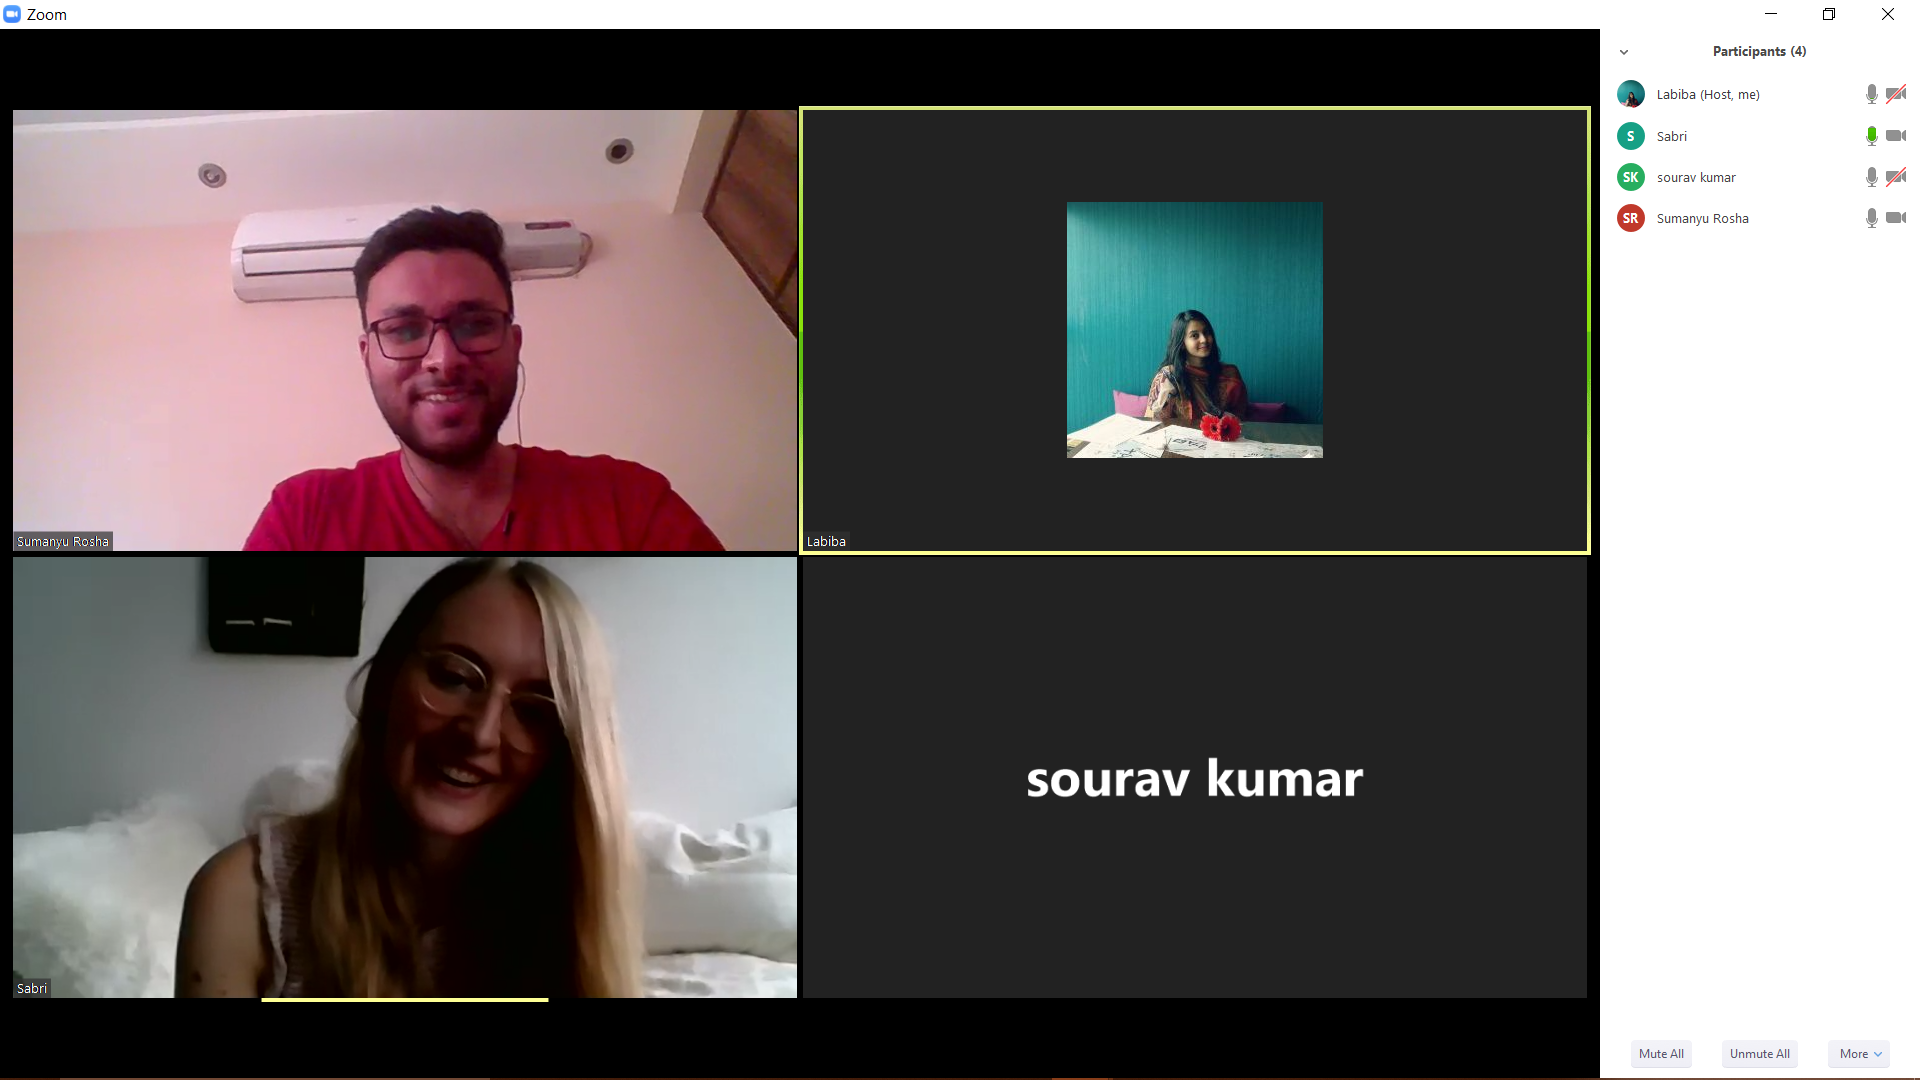 Zoom
Sumanyu Rosha
Labiba
Sabri
sourav kumar
Participants (4)
Labiba (Host, me)
S Sabri
SK sourav kumar
SR Sumanyu Rosha
Mute All Unmute All More